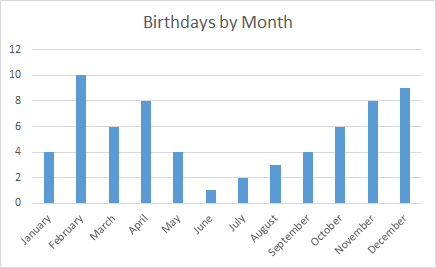 Birthdays by Month
12
10
8
6
4
2
0
January
February
March
April
May
June
July
August
September
October
November
December